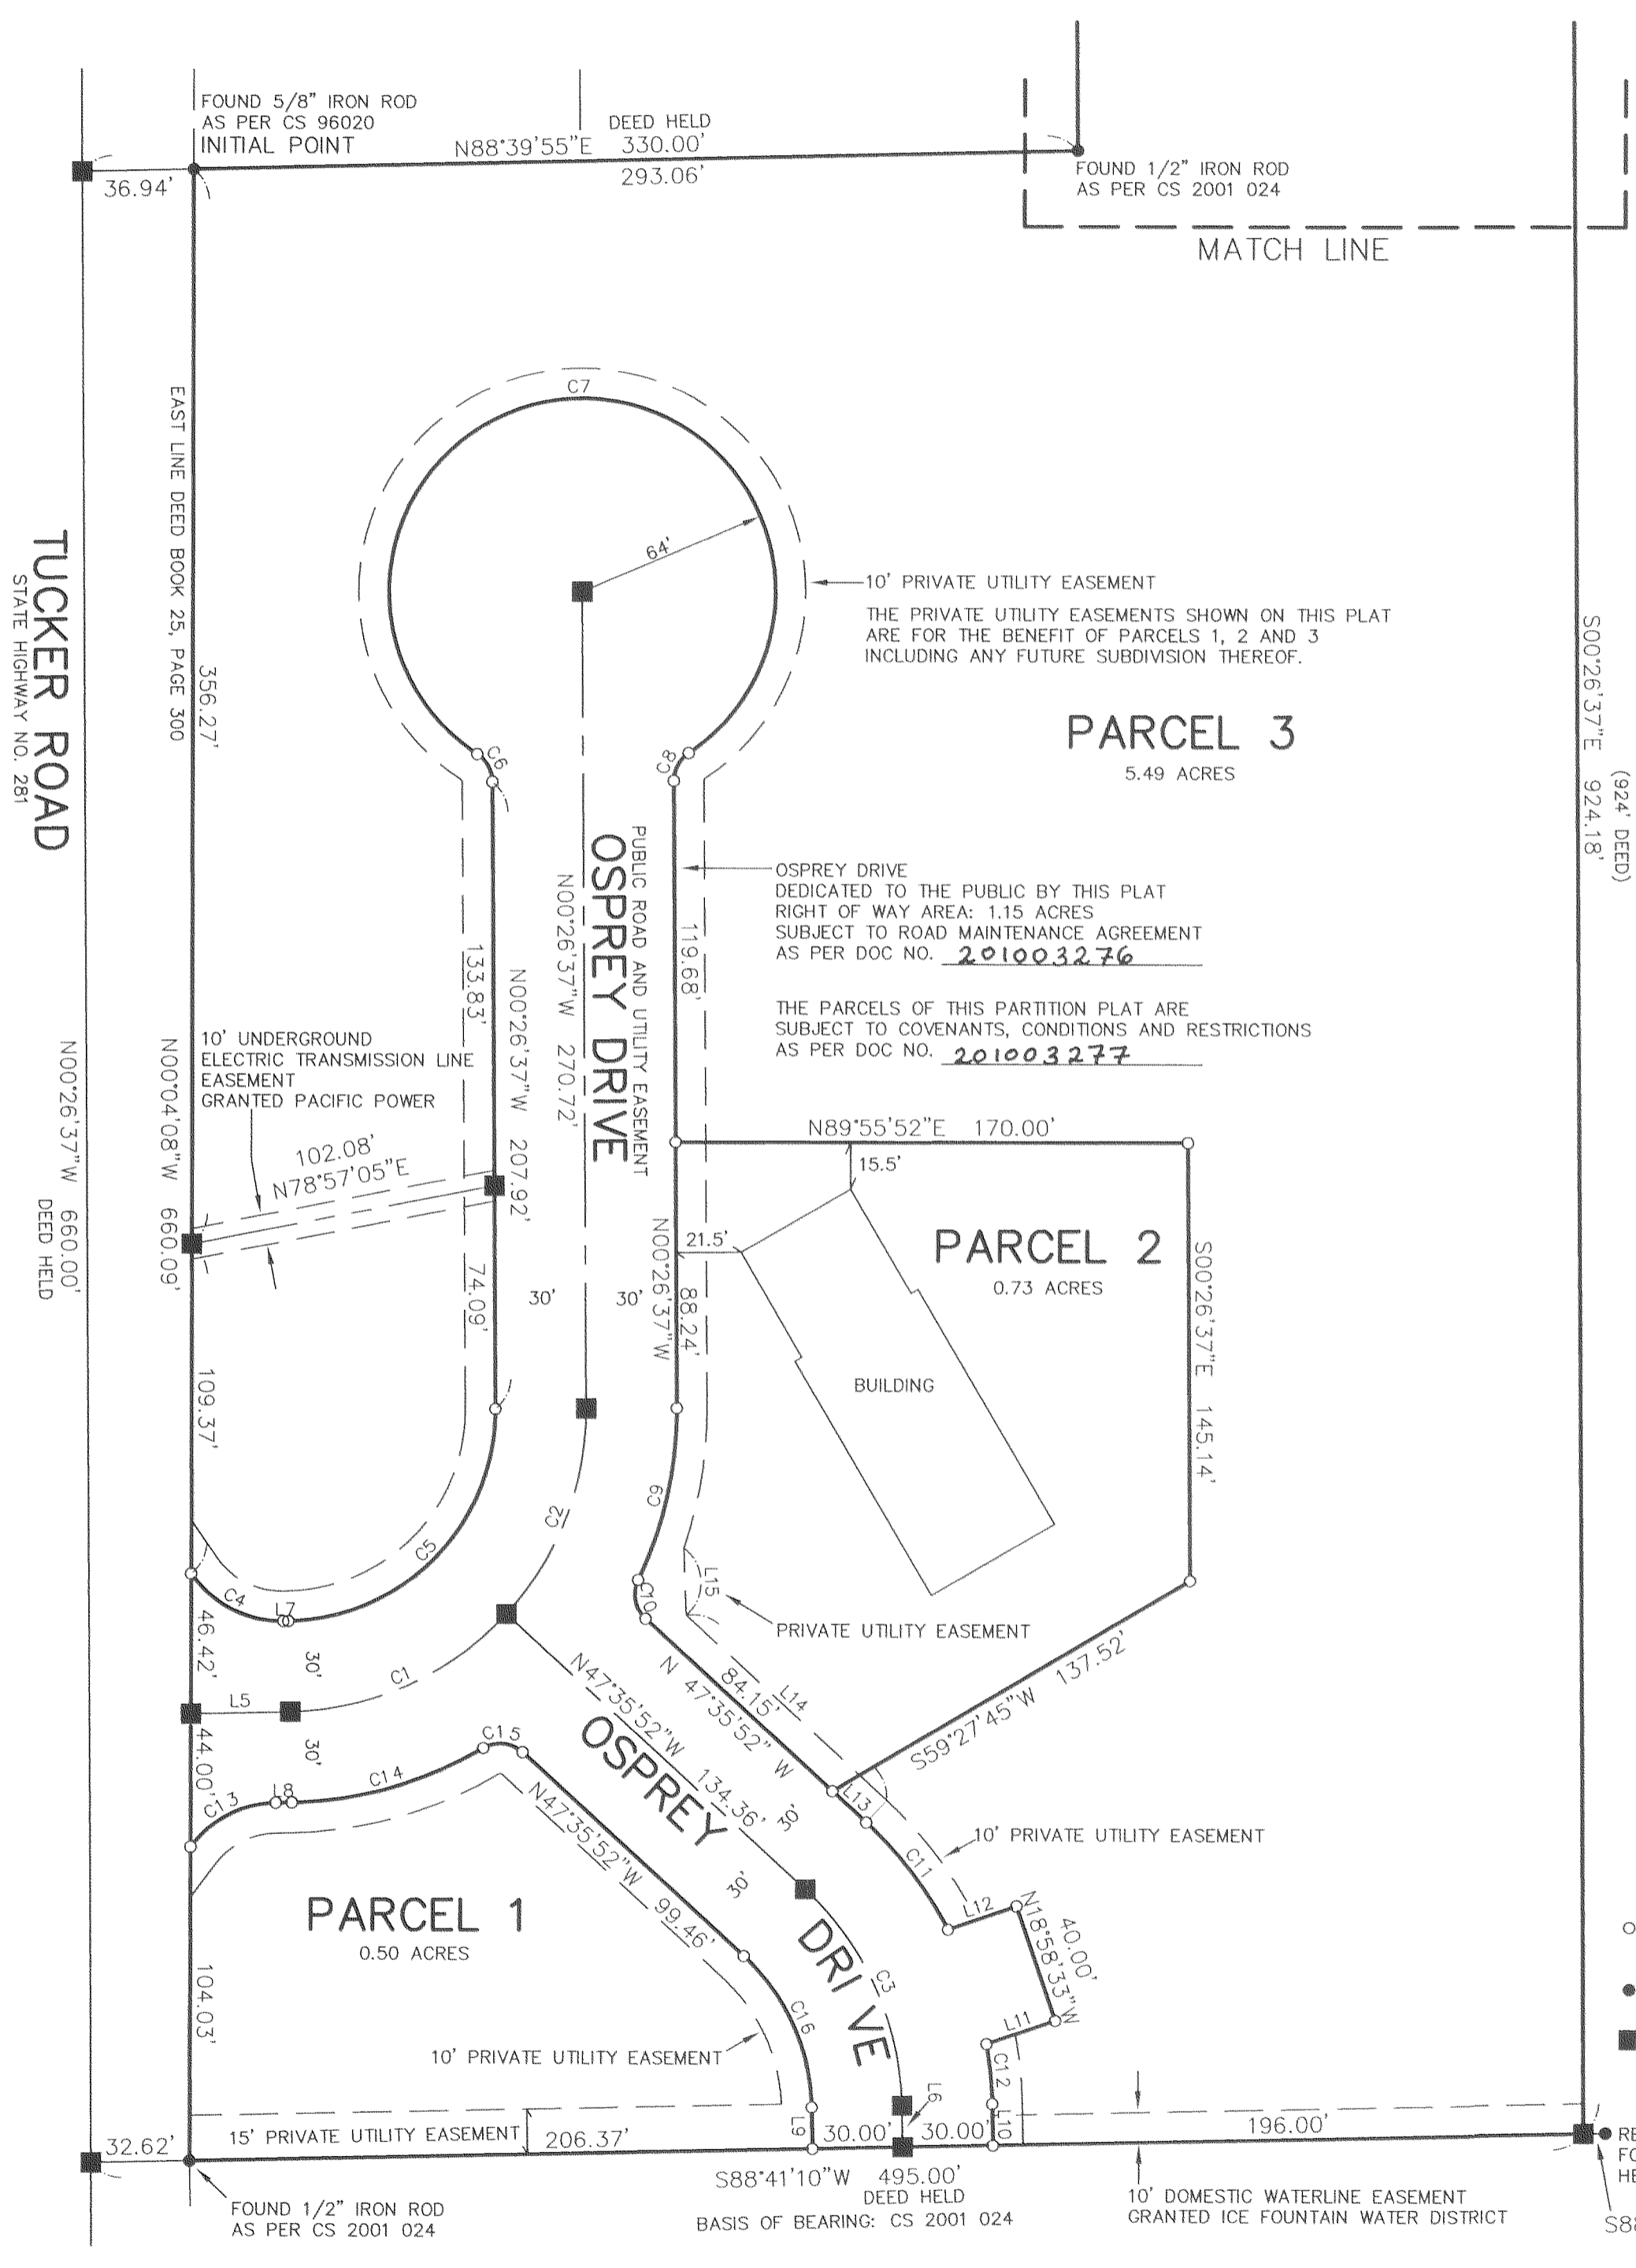 FOUND 5/8" IRON ROD
AS PER CS 96020
INITIAL POINT
DEED HELD
N88°39'55"E 330.00'
293.06'
36.94'
FOUND 1/2" IRON ROD
AS PER CS 2001 024
MATCH LINE
C7
64'
EAST LINE DEED BOOK 25, PAGE 300
356.27'
TUCKER ROAD
STATE HIGHWAY NO. 281
10' PRIVATE UTILITY EASEMENT
THE PRIVATE UTILITY EASEMENTS SHOWN ON THIS PLAT
ARE FOR THE BENEFIT OF PARCELS 1, 2 AND 3
INCLUDING ANY FUTURE SUBDIVISION THEREOF.
S00°26'37"E 924.18'
(924' DEED)
PARCEL 3
5.49 ACRES
C6
C8
PUBLIC ROAD AND UTILITY EASEMENT
OSPREY DRIVE
N00°26'37"W 270.72'
119.68'
OSPREY DRIVE
DEDICATED TO THE PUBLIC BY THIS PLAT
RIGHT OF WAY AREA: 1.15 ACRES
SUBJECT TO ROAD MAINTENANCE AGREEMENT
AS PER DOC NO. 201003276
THE PARCELS OF THIS PARTITION PLAT ARE
SUBJECT TO COVENANTS, CONDITIONS AND RESTRICTIONS
AS PER DOC NO. 201003277
133.83'
N00°26'37"W 207.92'
10' UNDERGROUND
ELECTRIC TRANSMISSION LINE
EASEMENT
GRANTED PACIFIC POWER
102.08'
N78°57'05"E
N00°04'08"W 660.09'
N00°26'37"W 660.00'
DEED HELD
N89°55'52"E 170.00'
15.5'
21.5'
PARCEL 2
0.73 ACRES
N00°26'37"W
88.24'
S00°26'37"E 145.14'
74.09'
30'
30'
BUILDING
109.37'
C2
C9
C5
C4
L7
C10
L15
PRIVATE UTILITY EASEMENT
46.42'
30'
C1
L5
44.00'
30'
N 47°35'52" W
84.15'
L14
137.52'
S59°27'45"W
N47°35'52"W 134.36'
OSPREY
DRIVE
30'
30'
C13
L8
C14
C15
N47°35'52"W 99.46'
L13
C11
10' PRIVATE UTILITY EASEMENT
PARCEL 1
0.50 ACRES
L12
N18°58'33"W
40.00'
L11
C3
C16
C12
104.03'
10' PRIVATE UTILITY EASEMENT
L6
L9
L10
15' PRIVATE UTILITY EASEMENT
206.37'
30.00'
30.00'
196.00'
32.62'
S88°41'10"W 495.00'
DEED HELD
BASIS OF BEARING: CS 2001 024
FOUND 1/2" IRON ROD
AS PER CS 2001 024
10' DOMESTIC WATERLINE EASEMENT
GRANTED ICE FOUNTAIN WATER DISTRICT